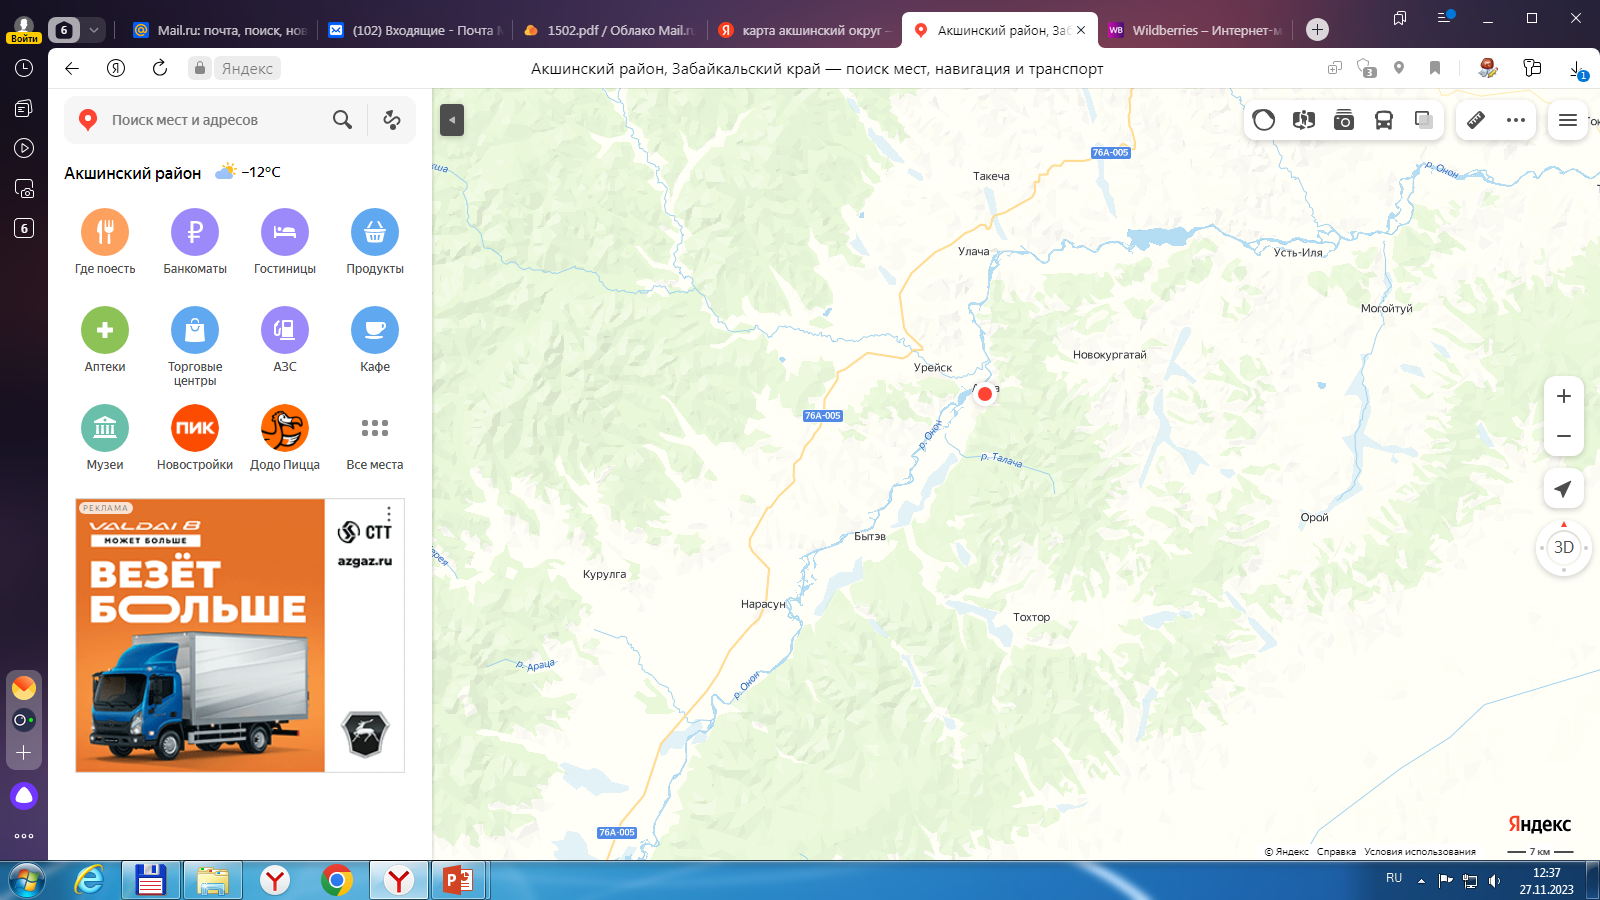 Войти
6
Mail.ru: почта, поиск, нов
(102) Входящие - Почта M
1502.pdf / Облако Mail.ru
карта акшинский округ –
Акшинский район, Заб
Wildberries – Интернет-м
Яндекс
Акшинский район, Забайкальский край — поиск мест, навигация и транспорт
3
1
6
Поиск мест и адресов
Акшинский район
−12°C
Где поесть
Банкоматы
Гостиницы
Продукты
Аптеки
Торговые центры
АЗС
Кафе
ПИК
Музеи
Новостройки
Додо Пицца
Все места
РЕКЛАМА
VALDAI 8
МОЖЕТ БОЛЬШЕ
ВЕЗЁТ
БОЛЬШЕ
СТТ
azgaz.ru
76А-005
Такеча
р. Онон
Улача
Усть-Иля
Могойтуй
Новокургатай
Урейск
76А-005
р. Онон
р. Талача
Орой
Бытэв
Курулга
Нарасун
Тохтор
р. Араца
р. Онон
76А-005
3D
Яндекс
© Яндекс Справка Условия использования
7 км
RU
12:37
27.11.2023